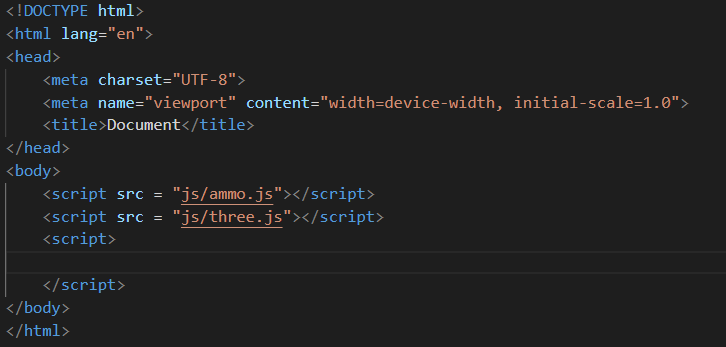 <!DOCTYPE html>
<html lang="en">
<head>
    <meta charset="UTF-8">
    <meta name="viewport" content="width=device-width, initial-scale=1.0">
    <title>Document</title>
</head>
<body>
    <script src = "js/ammo.js"></script>
    <script src = "js/three.js"></script>
    <script>
    </script>
</body>
</html>